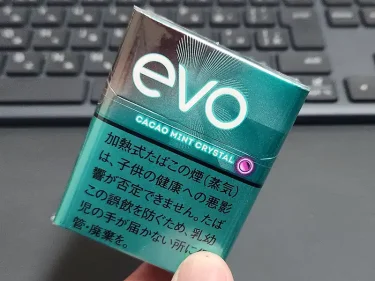 evo
CACAO MINT CRYSTAL
加熱式たばこの煙(蒸気)
は、子供の健康への悪影
響が否定できません。たば
この誤飲を防ぐため、乳幼
児の手が届かない所に
管・廃棄を。